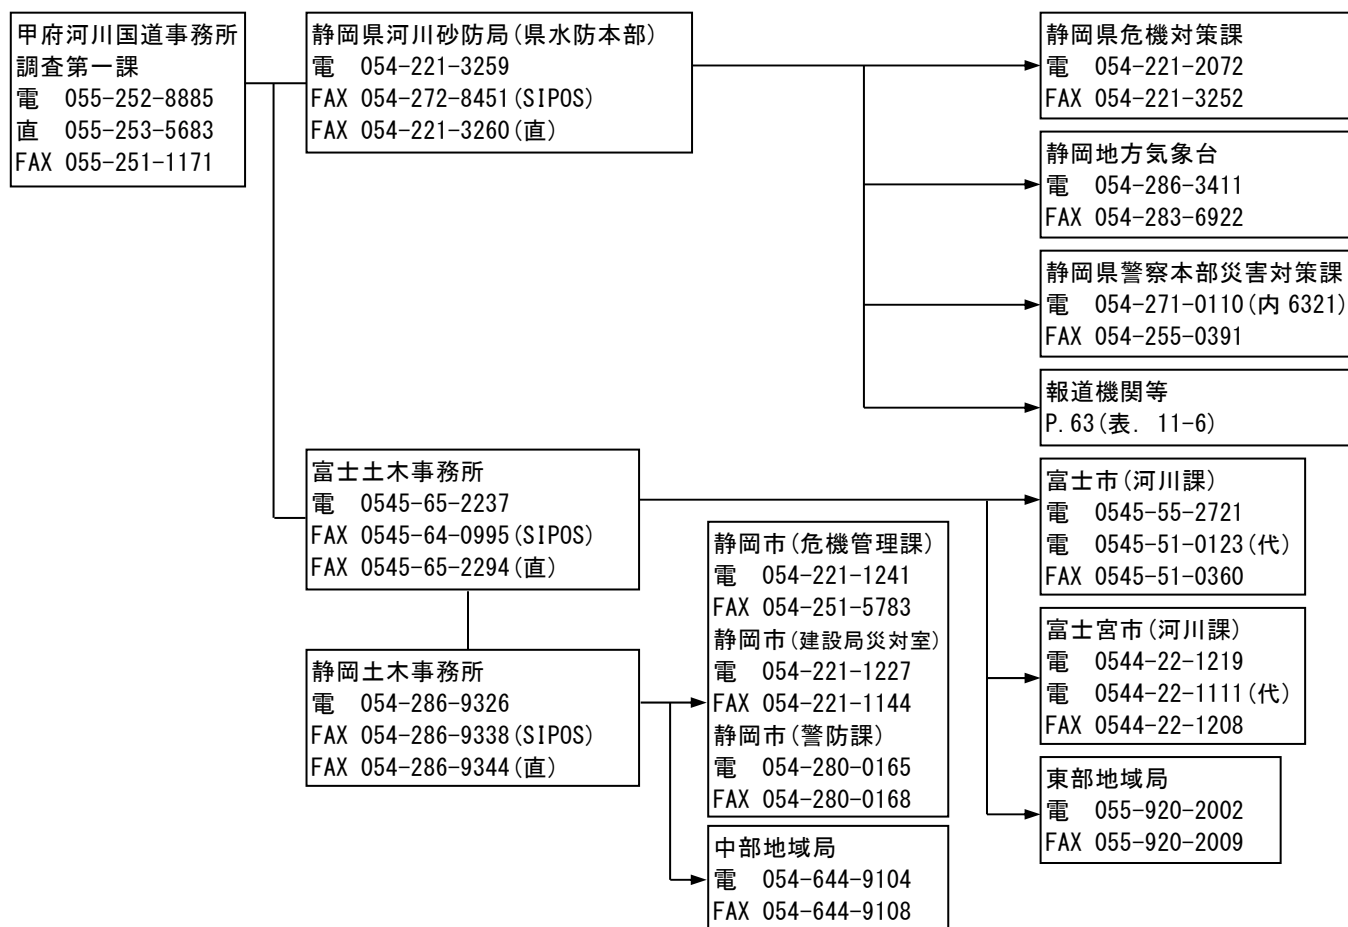 甲府河川国道事務所
調査第一課
電　055-252-8885
直　055-253-5683
FAX 055-251-1171
静岡県河川砂防局(県水防本部)
電　054-221-3259
FAX 054-272-8451(SIPOS)
FAX 054-221-3260(直)
静岡県危機対策課
電　054-221-2072
FAX 054-221-3252
静岡地方気象台
電　054-286-3411
FAX 054-283-6922
静岡県警察本部災害対策課
電　054-271-0110(内 6321)
FAX 054-255-0391
報道機関等
P.63(表. 11-6)
富士土木事務所
電　0545-65-2237
FAX 0545-64-0995(SIPOS)
FAX 0545-65-2294(直)
富士市(河川課)
電　0545-55-2721
電　0545-51-0123(代)
FAX 0545-51-0360
富士宮市(河川課)
電　0544-22-1219
電　0544-22-1111(代)
FAX 0544-22-1208
東部地域局
電　055-920-2002
FAX 055-920-2009
静岡土木事務所
電　054-286-9326
FAX 054-286-9338(SIPOS)
FAX 054-286-9344(直)
静岡市(危機管理課)
電　054-221-1241
FAX 054-251-5783
静岡市(建設局災対室)
電　054-221-1227
FAX 054-221-1144
静岡市(警防課)
電　054-280-0165
FAX 054-280-0168
中部地域局
電　054-644-9104
FAX 054-644-9108